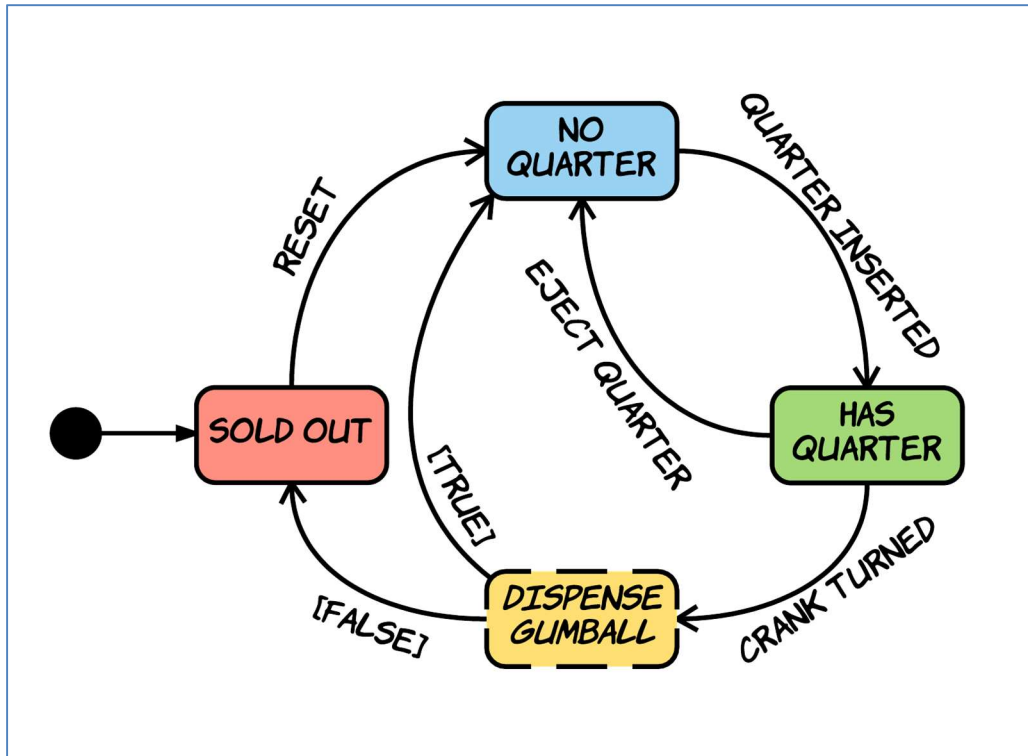 NO
QUARTER
QUARTER INSERTED
RESET
EJECT QUARTER
SOLD OUT
HAS
QUARTER
[TRUE]
[FALSE]
DISPENSE
GUMBALL
CRANK TURNED